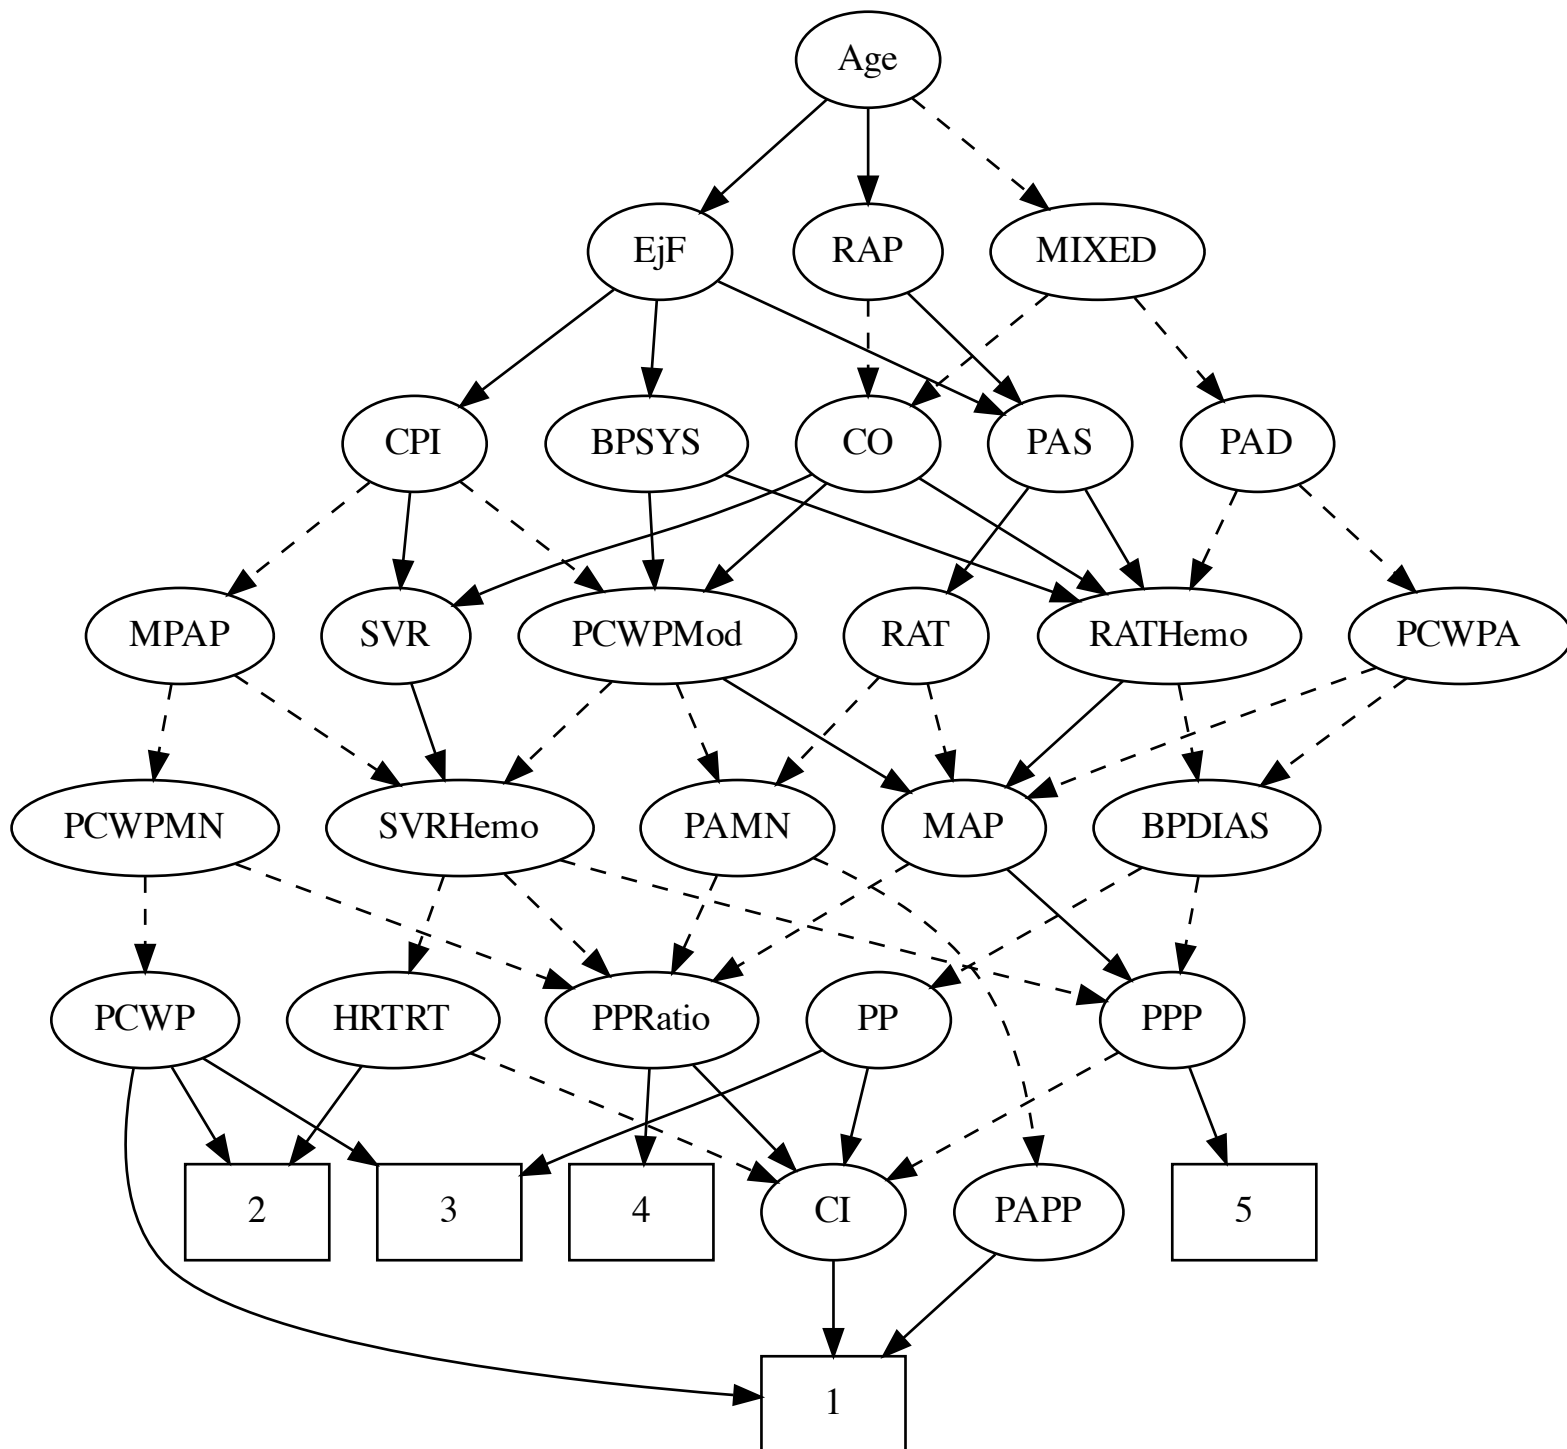 Age
EjF
RAP
MIXED
CPI
BPSYS
CO
PAS
PAD
MPAP
SVR
PCWPMod
RAT
RATHemo
PCWPA
PCWPMN
SVRHemo
PAMN
MAP
BPDIAS
PCWP
HRTRT
PPRatio
PP
PPP
2
3
4
CI
PAPP
5
1